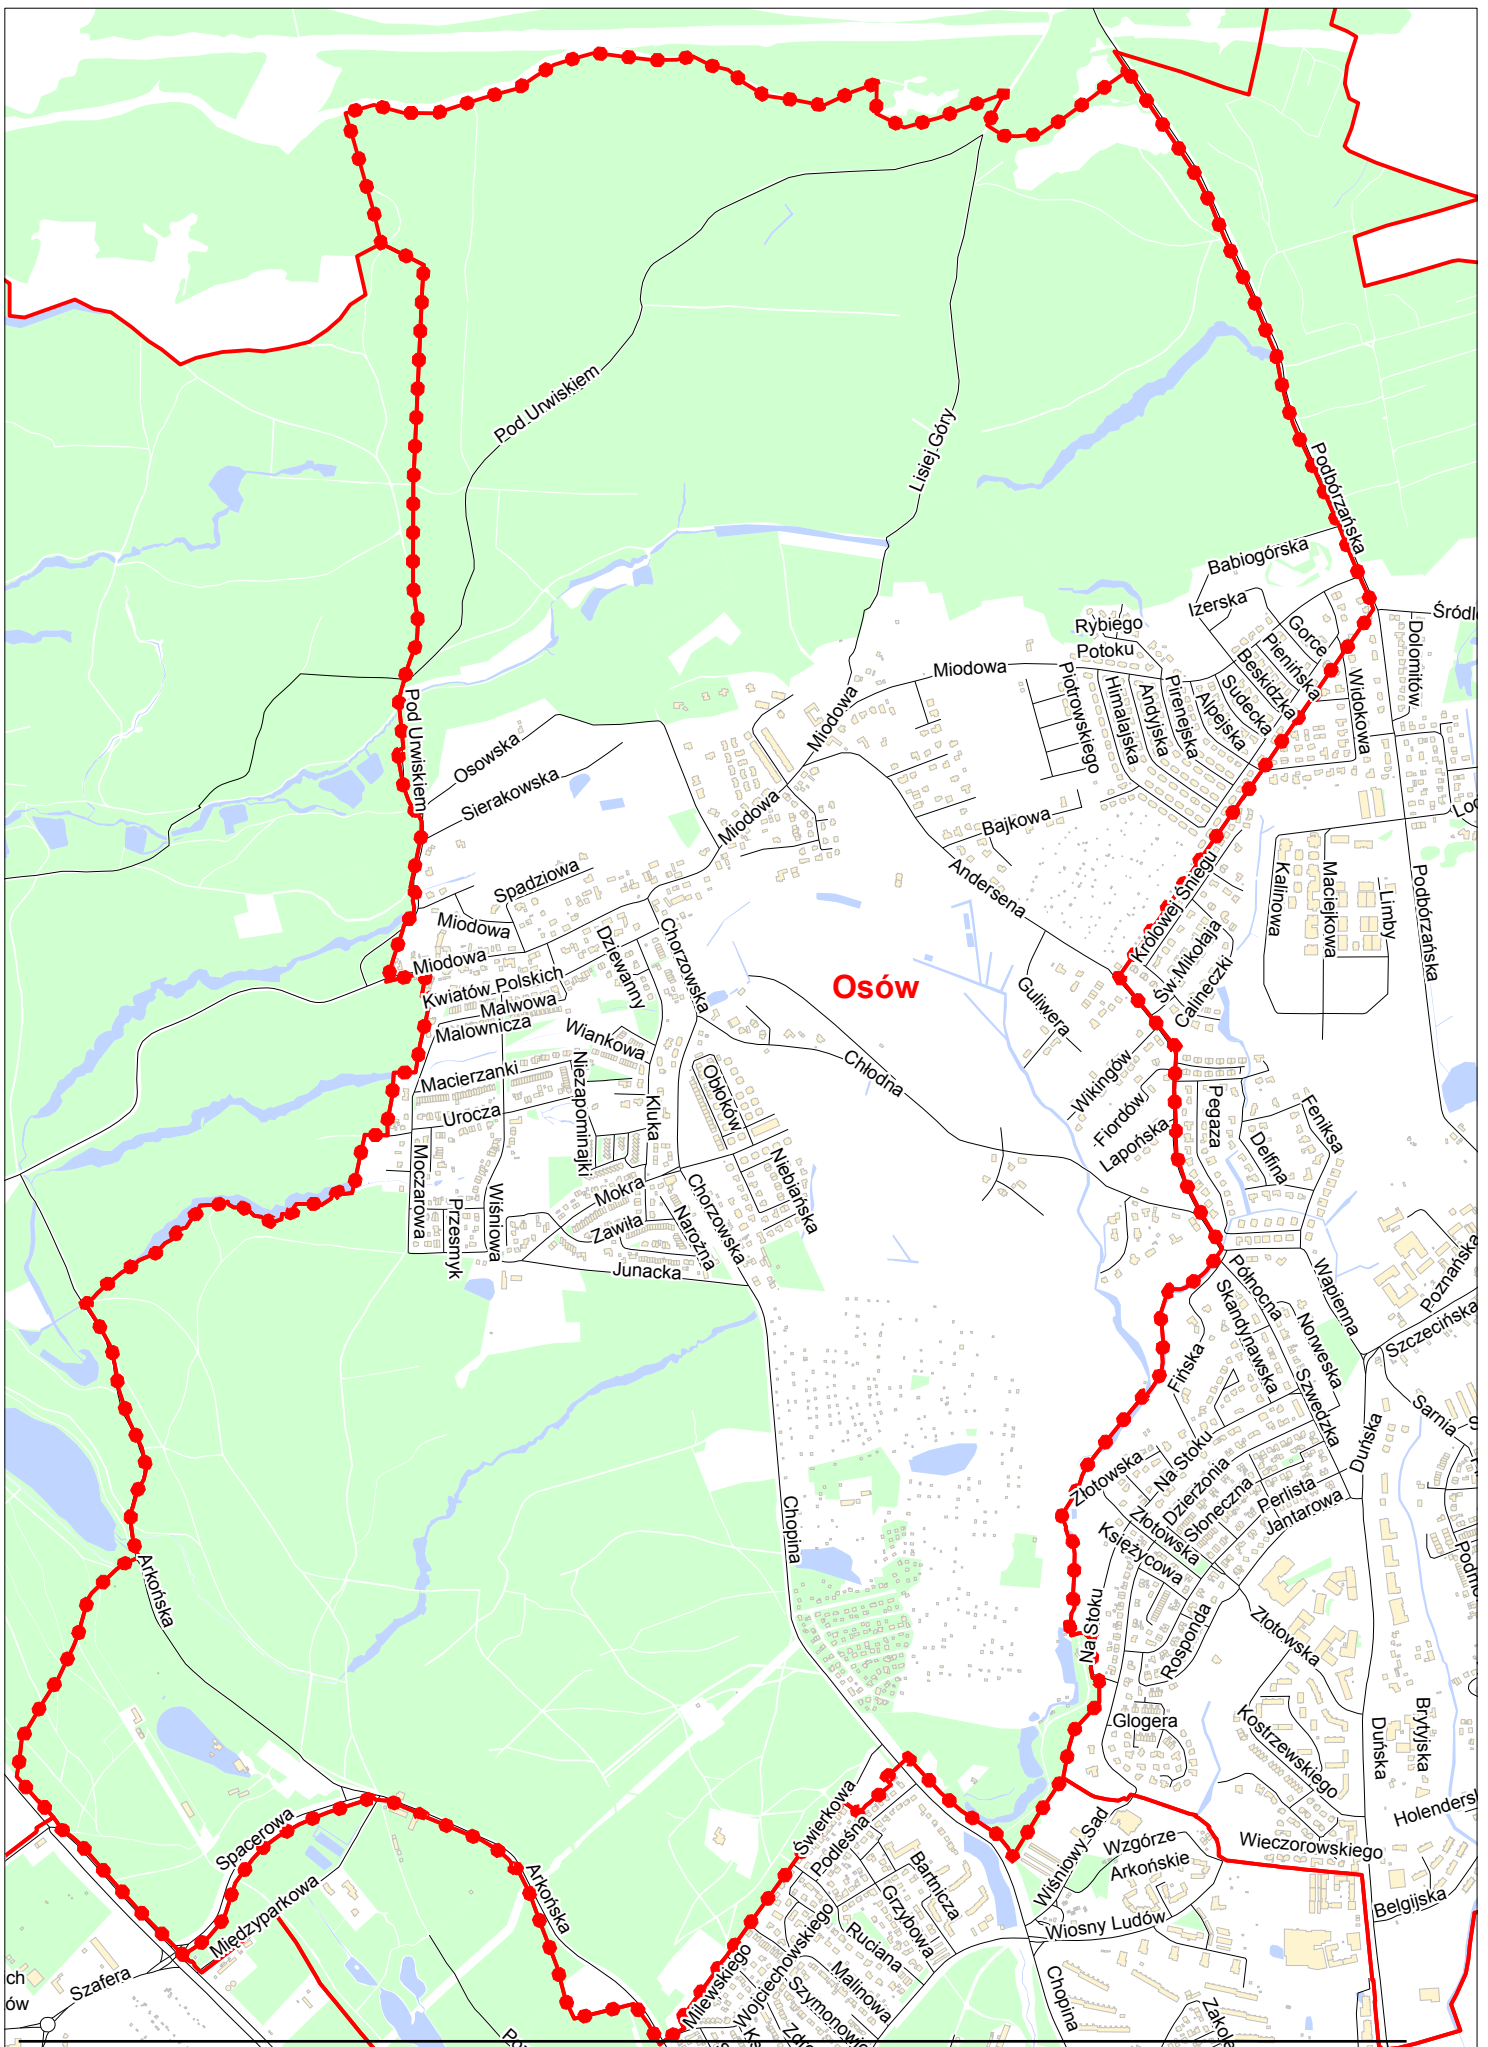 Pod Urwiskiem
Lisiej Góry
Podbórzańska
Babiogórska
Izerska
Gorce
Rybiego
Potoku
Pienińska
Beskidzka
Sudecka
Alpejska
Pirenejska
Andyjska
Himalajska
Piotrowskiego
Widokowa
Dolomitów
Miodowa
Miodowa
Pod Urwiskiem
Osowska
Sierakowska
Miodowa
Bajkowa
Andersena
Spadziowa
Miodowa
Miodowa
Kwiatów Polskich
Malwowa
Malownicza
Dziewanny
Chorzowska
Wiankowa
Osów
Królowej Śniegu
Św.Mikołaja
Calineczki
Guliwera
Kalinowa
Maciejkowa
Limby
Podbórzańska
Macierzanki
Urocza
Niezapominajki
Kluka
Obłoków
Chłodna
Wikingów
Fiordów
Lapońska
Pegaza
Delfina
Feniksa
Moczarowa
Przesmyk
Wiśniowa
Mokra
Zawiła
Narożna
Chorzowska
Niebiańska
Junacka
Północna
Skandynawska
Norweska
Szwedzka
Wapienna
Poznańska
Szczecińska
Fińska
Sarnia
Duńska
Złotowska
Na Stoku
Dzierżonia
Słoneczna
Perlista
Jantarowa
Złotowska
Księżycowa
Chopina
Arkońska
Na Stoku
Rosponda
Złotowska
Glogera
Kostrzewskiego
Duńska
Brytyjska
Wieczorowskiego
Belgijska
Spacerowa
Międzyparkowa
Szafera
Arkońska
Świerkowa
Podleśna
Bartnicza
Grzybowa
Ruciana
Malinowa
Wojciechowskiego
Milewskiego
Wiśniowy Sad
Wzgórze
Arkońskie
Wiosny Ludów
Chopina
ch
ów